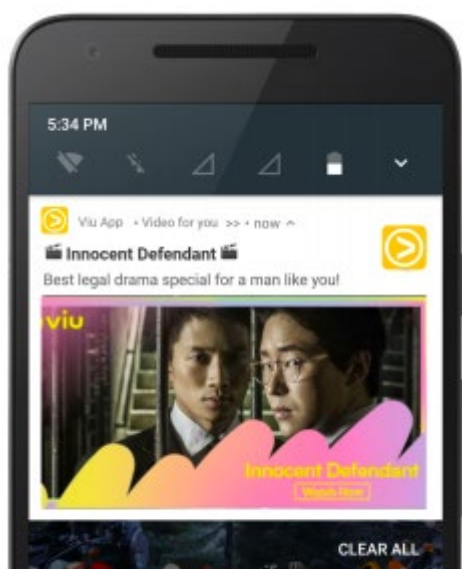 5:34 PM
Viu App • Video for you >> • now ^
🎬 Innocent Defendant 🎬
Best legal drama special for a man like you!
viu
Innocent Defendant
Watch Now
CLEAR ALL